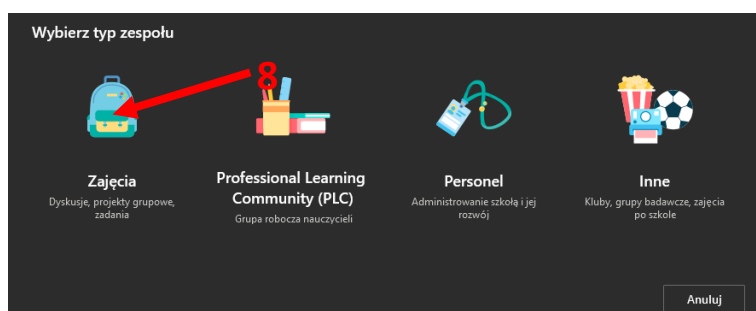 Wybierz typ zespołu
8
Zajęcia
Dyskusje, projekty grupowe,
zadania
Professional Learning
Community (PLC)
Grupa robocza nauczycieli
Personel
Administrowanie szkołą i jej
rozwój
Inne
Kluby, grupy badawcze, zajęcia
po szkole
Anuluj